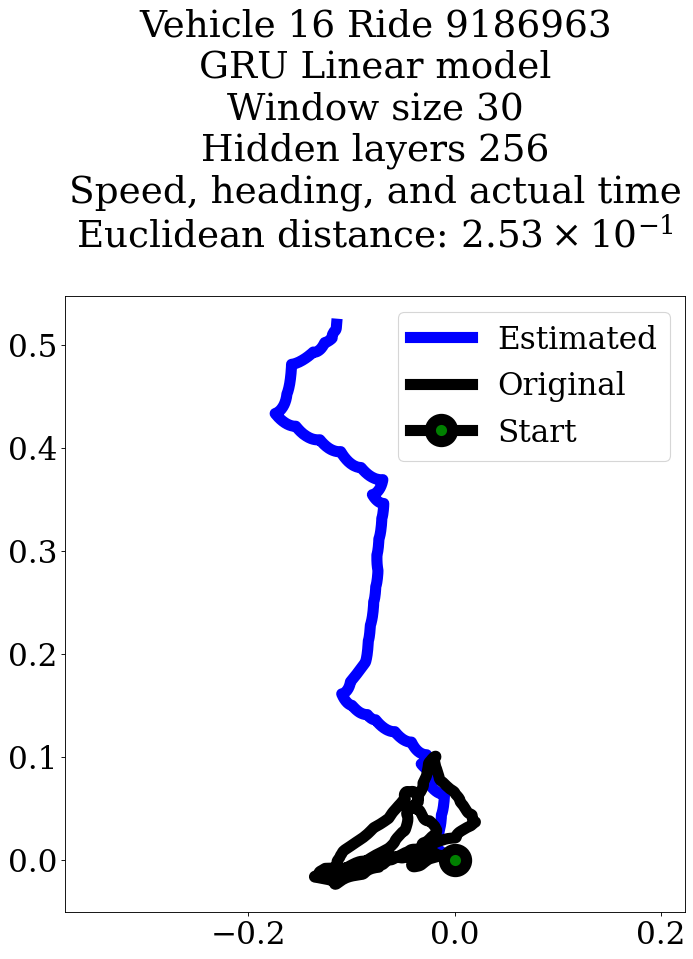 Vehicle 16 Ride 9186963
GRU Linear model
Window size 30
Hidden layers 256
Speed, heading, and actual time
Euclidean distance: 2.53 × 10⁻¹
Estimated
Original
Start
0.5
0.4
0.3
0.2
0.1
0.0
−0.2 0.0 0.2